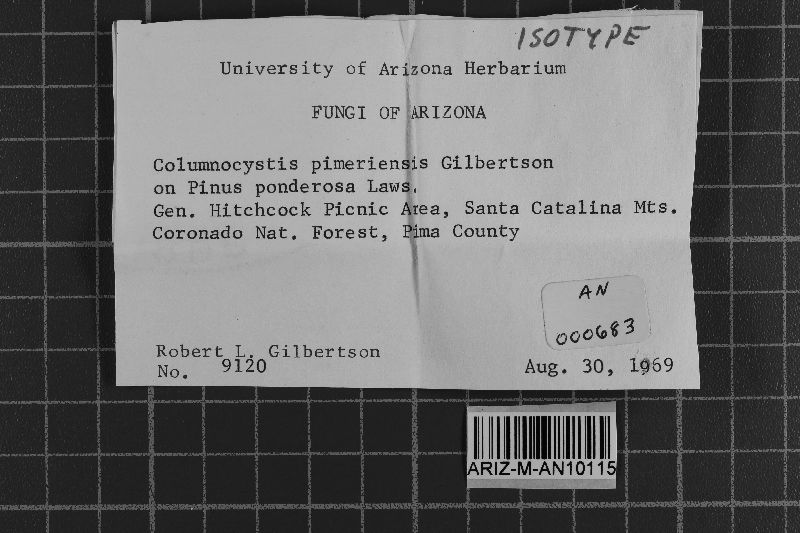 ISOTYPE
University of Arizona Herbarium
FUNGI OF ARIZONA
Columnocystis pimeriensis Gilbertson
on Pinus ponderosa Laws.
Gen. Hitchcock Picnic Area, Santa Catalina Mts.
Coronado Nat. Forest, Pima County
AN
000683
Robert L. Gilbertson
No. 9120
Aug. 30, 1969
ARIZ-M-AN10115